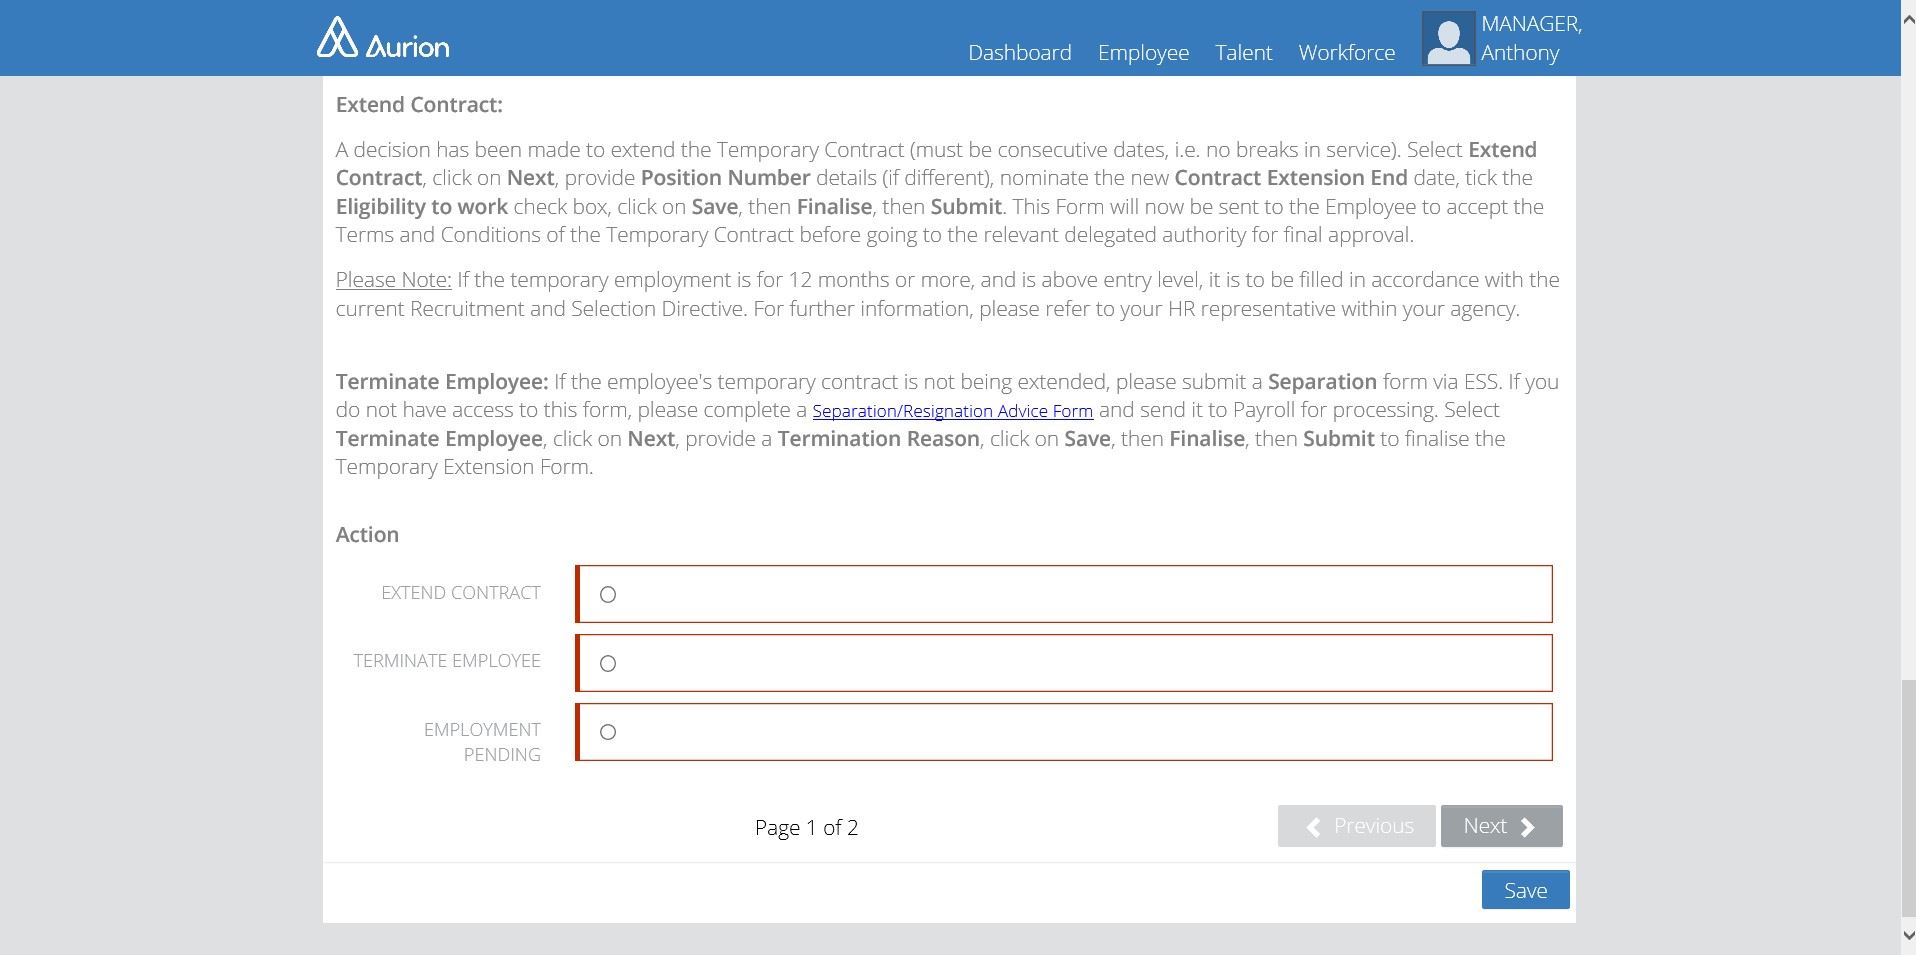 Aurion
Dashboard Employee Talent Workforce MANAGER,
Anthony
Extend Contract:
A decision has been made to extend the Temporary Contract (must be consecutive dates, i.e. no breaks in service). Select Extend
Contract, click on Next, provide Position Number details (if different), nominate the new Contract Extension End date, tick the
Eligibility to work check box, click on Save, then Finalise, then Submit. This Form will now be sent to the Employee to accept the
Terms and Conditions of the Temporary Contract before going to the relevant delegated authority for final approval.
Please Note: If the temporary employment is for 12 months or more, and is above entry level, it is to be filled in accordance with the
current Recruitment and Selection Directive. For further information, please refer to your HR representative within your agency.
Terminate Employee: If the employee's temporary contract is not being extended, please submit a Separation form via ESS. If you
do not have access to this form, please complete a Separation/Resignation Advice Form and send it to Payroll for processing. Select
Terminate Employee, click on Next, provide a Termination Reason, click on Save, then Finalise, then Submit to finalise the
Temporary Extension Form.
Action
EXTEND CONTRACT
TERMINATE EMPLOYEE
EMPLOYMENT
PENDING
Page 1 of 2 Previous Next
Save